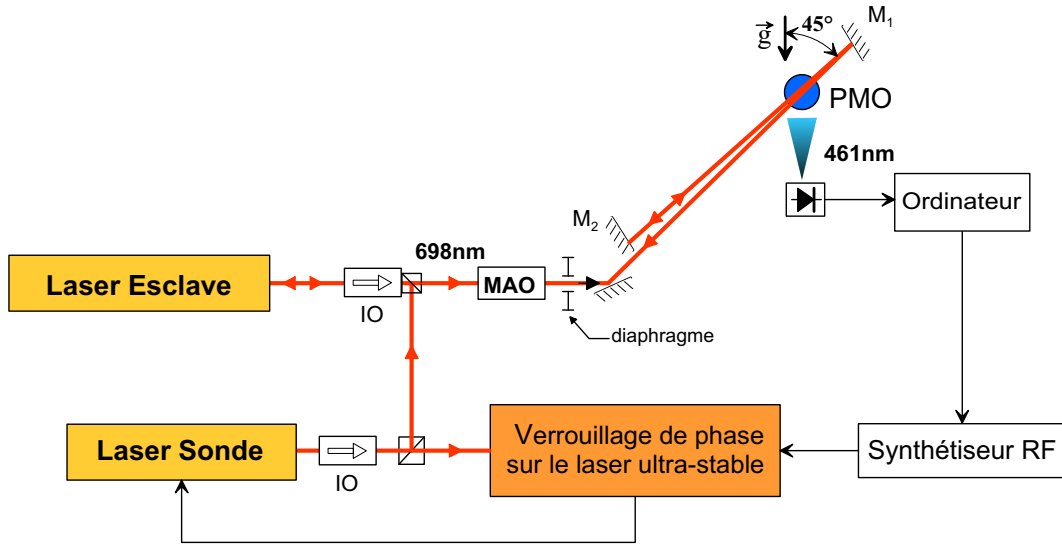 M1
45°
g
PMO
461nm
Ordinateur
M2
698nm
Laser Esclave
MAO
IO
diaphragme
Laser Sonde
IO
Verrouillage de phase
sur le laser ultra-stable
Synthétiseur RF